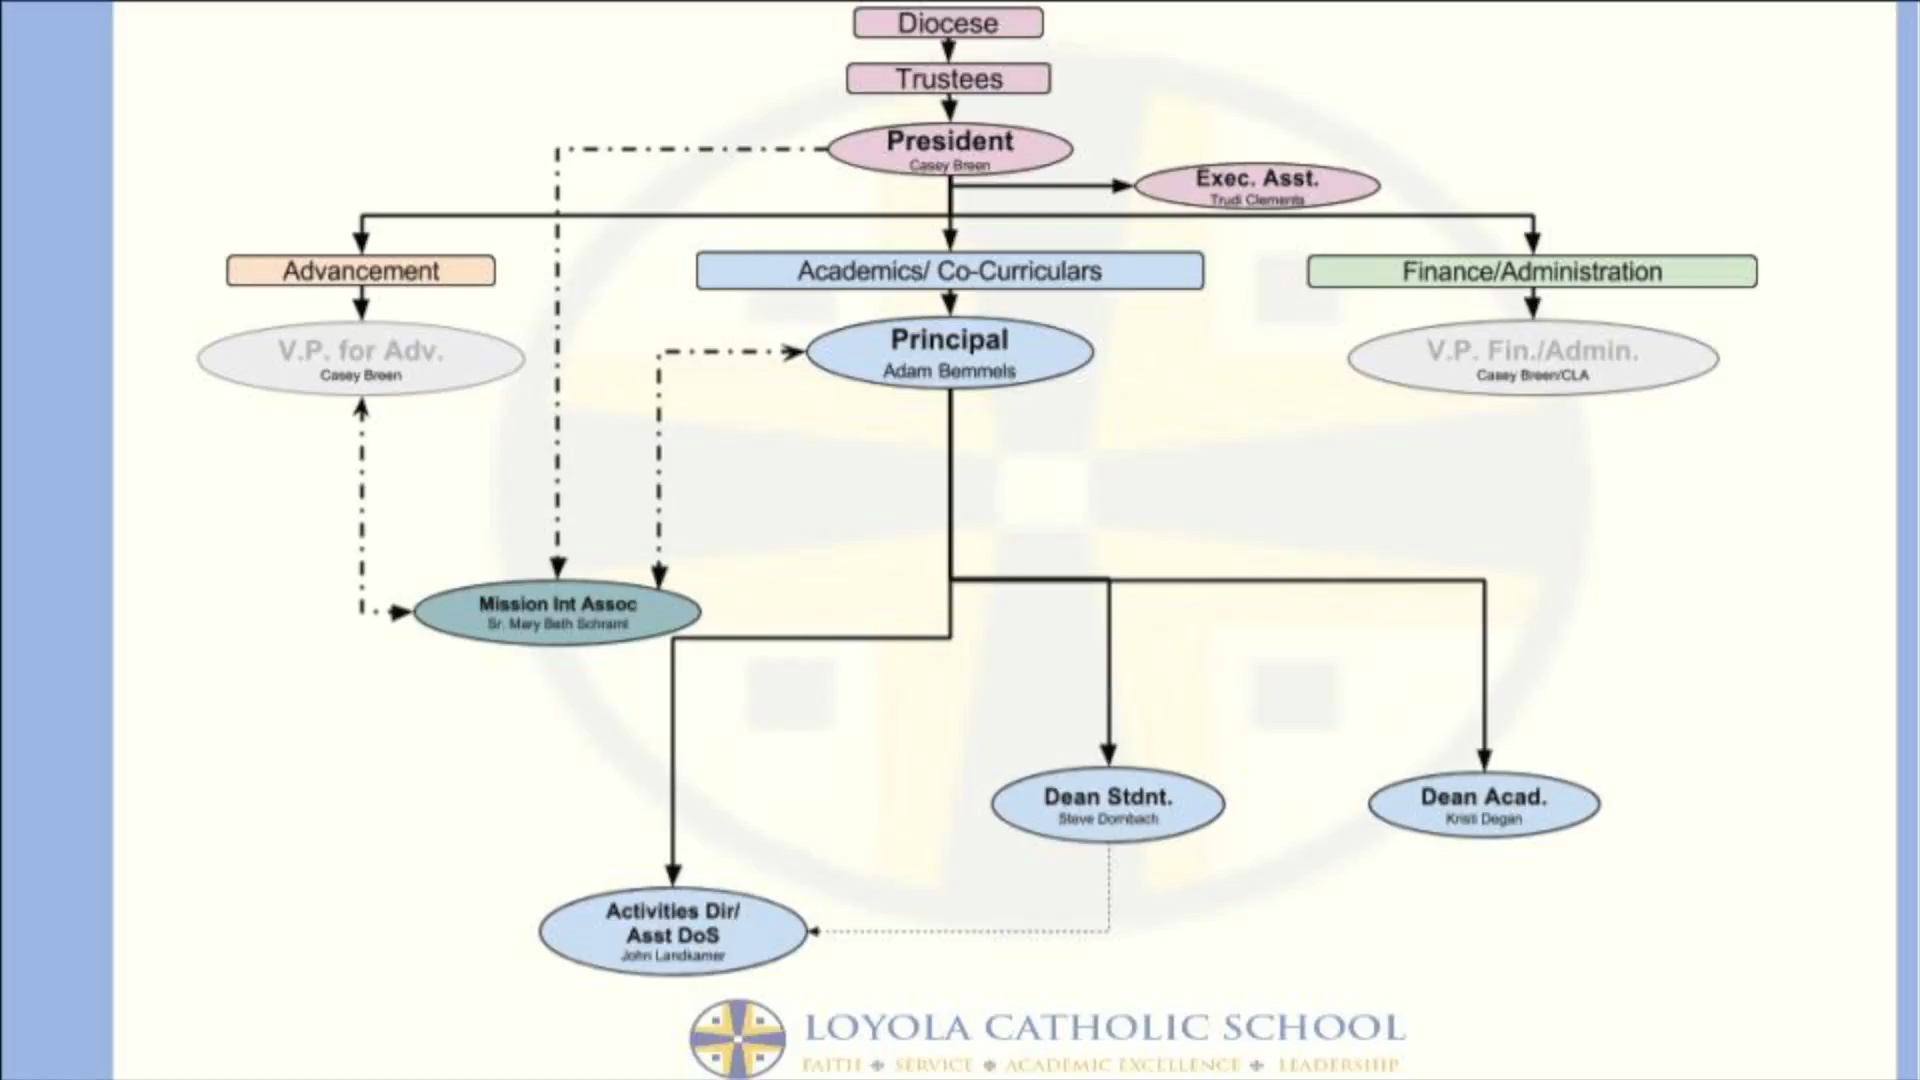 Diocese
Trustees
President
Casey Breen
Exec. Asst.
Trudi Clements
Advancement
Academics/ Co-Curriculars
Finance/Administration
V.P. for Adv.
Casey Breen
Principal
Adam Bemmels
V.P. Fin./Admin.
Casey Breen/CLA
Mission Int Assoc
Sr. Mary Beth Schraml
Dean Stdnt.
Steve Dornbach
Dean Acad.
Kristi Degan
Activities Dir/
Asst DoS
John Landkamer
LOYOLA CATHOLIC SCHOOL
FAITH SERVICE ACADEMIC EXCELLENCE LEADERSHIP